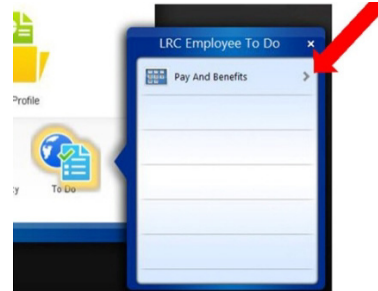 LRC Employee To Do ×
Pay And Benefits
Profile
To Do